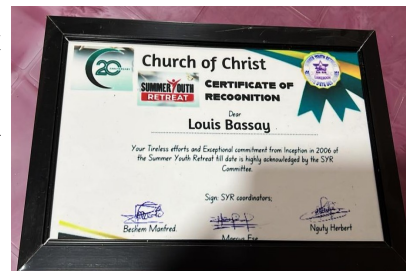 20
Church of Christ
SUMMER YOUTH
RETREAT
CERTIFICATE OF
RECOGNITION
Dear
Louis Bassay
Your Tireless efforts and Exceptional commitment from Inception in 2006 of
the Summer Youth Retreat till date is highly acknowledged by the SYR
Committee.
Sign: SYR coordinators;
Bechem Manfred.
Nguty Herbert